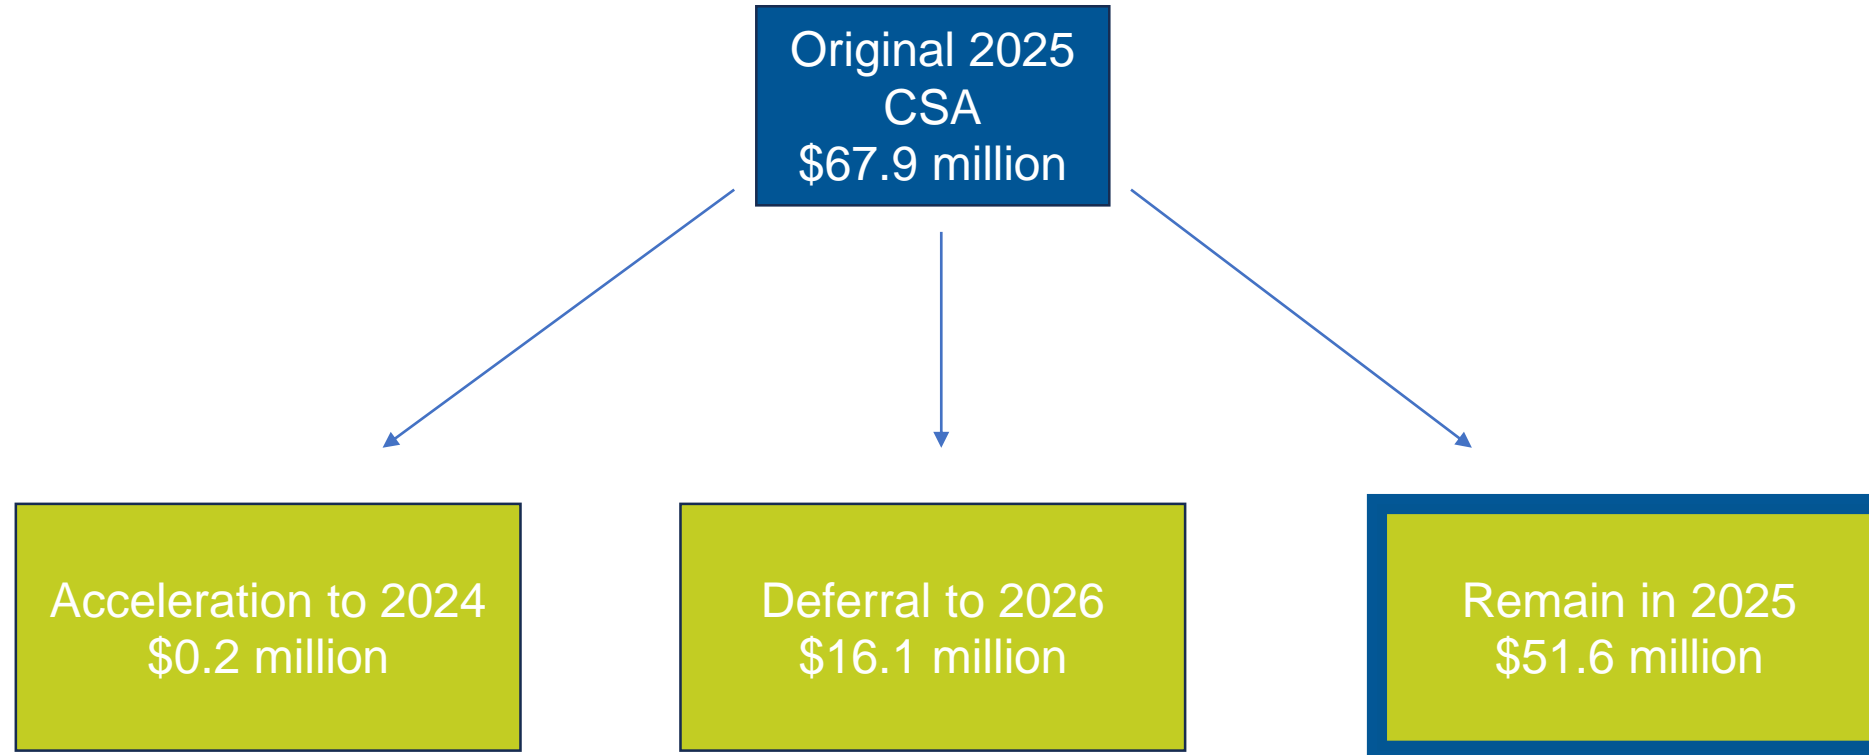 Original 2025
CSA
$67.9 million
Acceleration to 2024
$0.2 million
Deferral to 2026
$16.1 million
Remain in 2025
$51.6 million